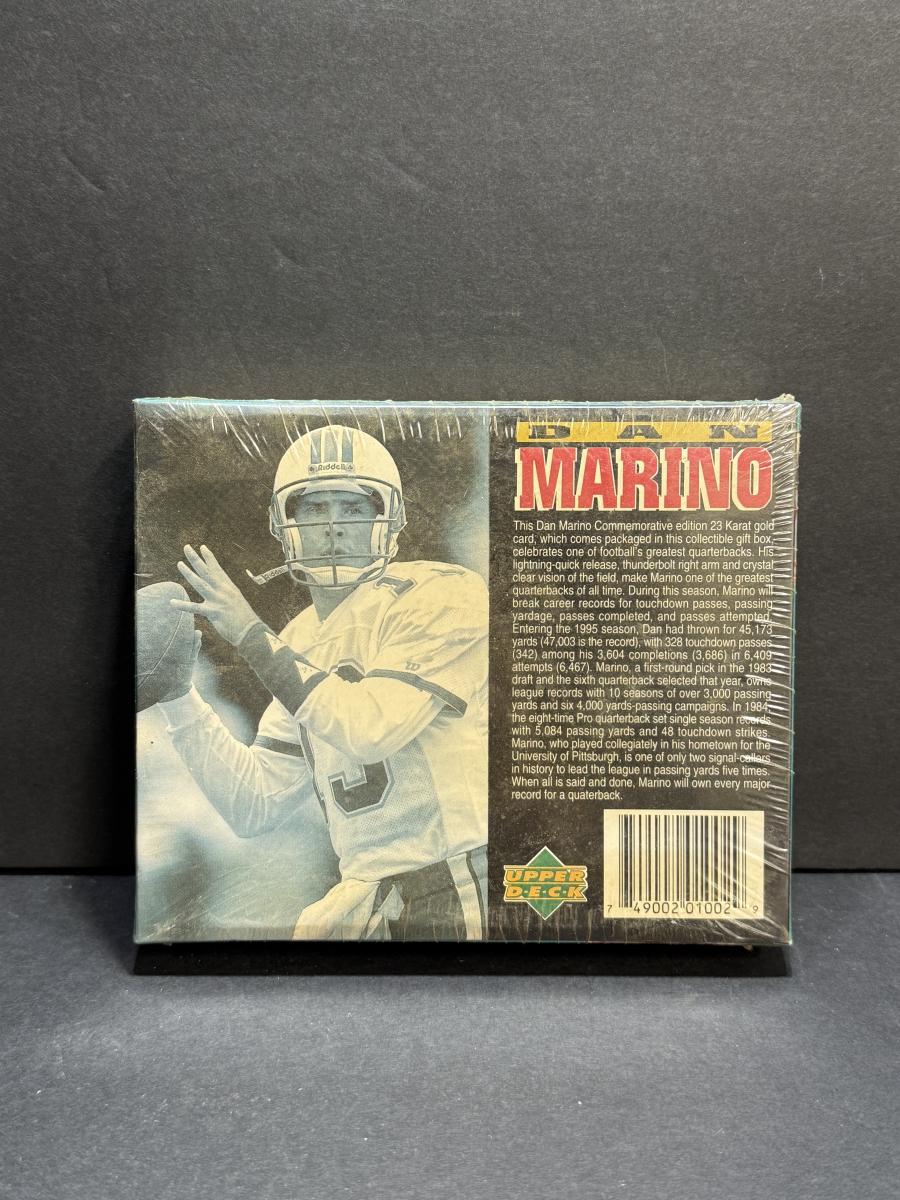 Riddell
DAN
MARINO
This Dan Marino Commemorative edition 23 Karat gold
card, which comes packaged in this collectible gift box,
celebrates one of football's greatest quarterbacks. His
lightning-quick release, thunderbolt right arm and crystal
clear vision of the field, make Marino one of the greatest
quarterbacks of all time. During this season, Marino will
break career records for touchdown passes, passing
yardage, passes completed, and passes attempted.
Entering the 1995 season, Dan had thrown for 45,173
yards (47,003 is the record), with 328 touchdown passes
(342) among his 3,604 completions (3,686) in 6,409
attempts (6,467). Marino, a first-round pick in the 1983
draft and the sixth quarterback selected that year, owns
league records with 10 seasons of over 3,000 passing
yards and six 4,000 yards-passing campaigns. In 1984,
the eight-time Pro quarterback set single season records
with 5,084 passing yards and 48 touchdown strikes.
Marino, who played collegiately in his hometown for the
University of Pittsburgh, is one of only two signal-callers
in history to lead the league in passing yards five times.
When all is said and done, Marino will own every major
record for a quaterback.
UPPER
D·E·C·K
7 49002 01002 9